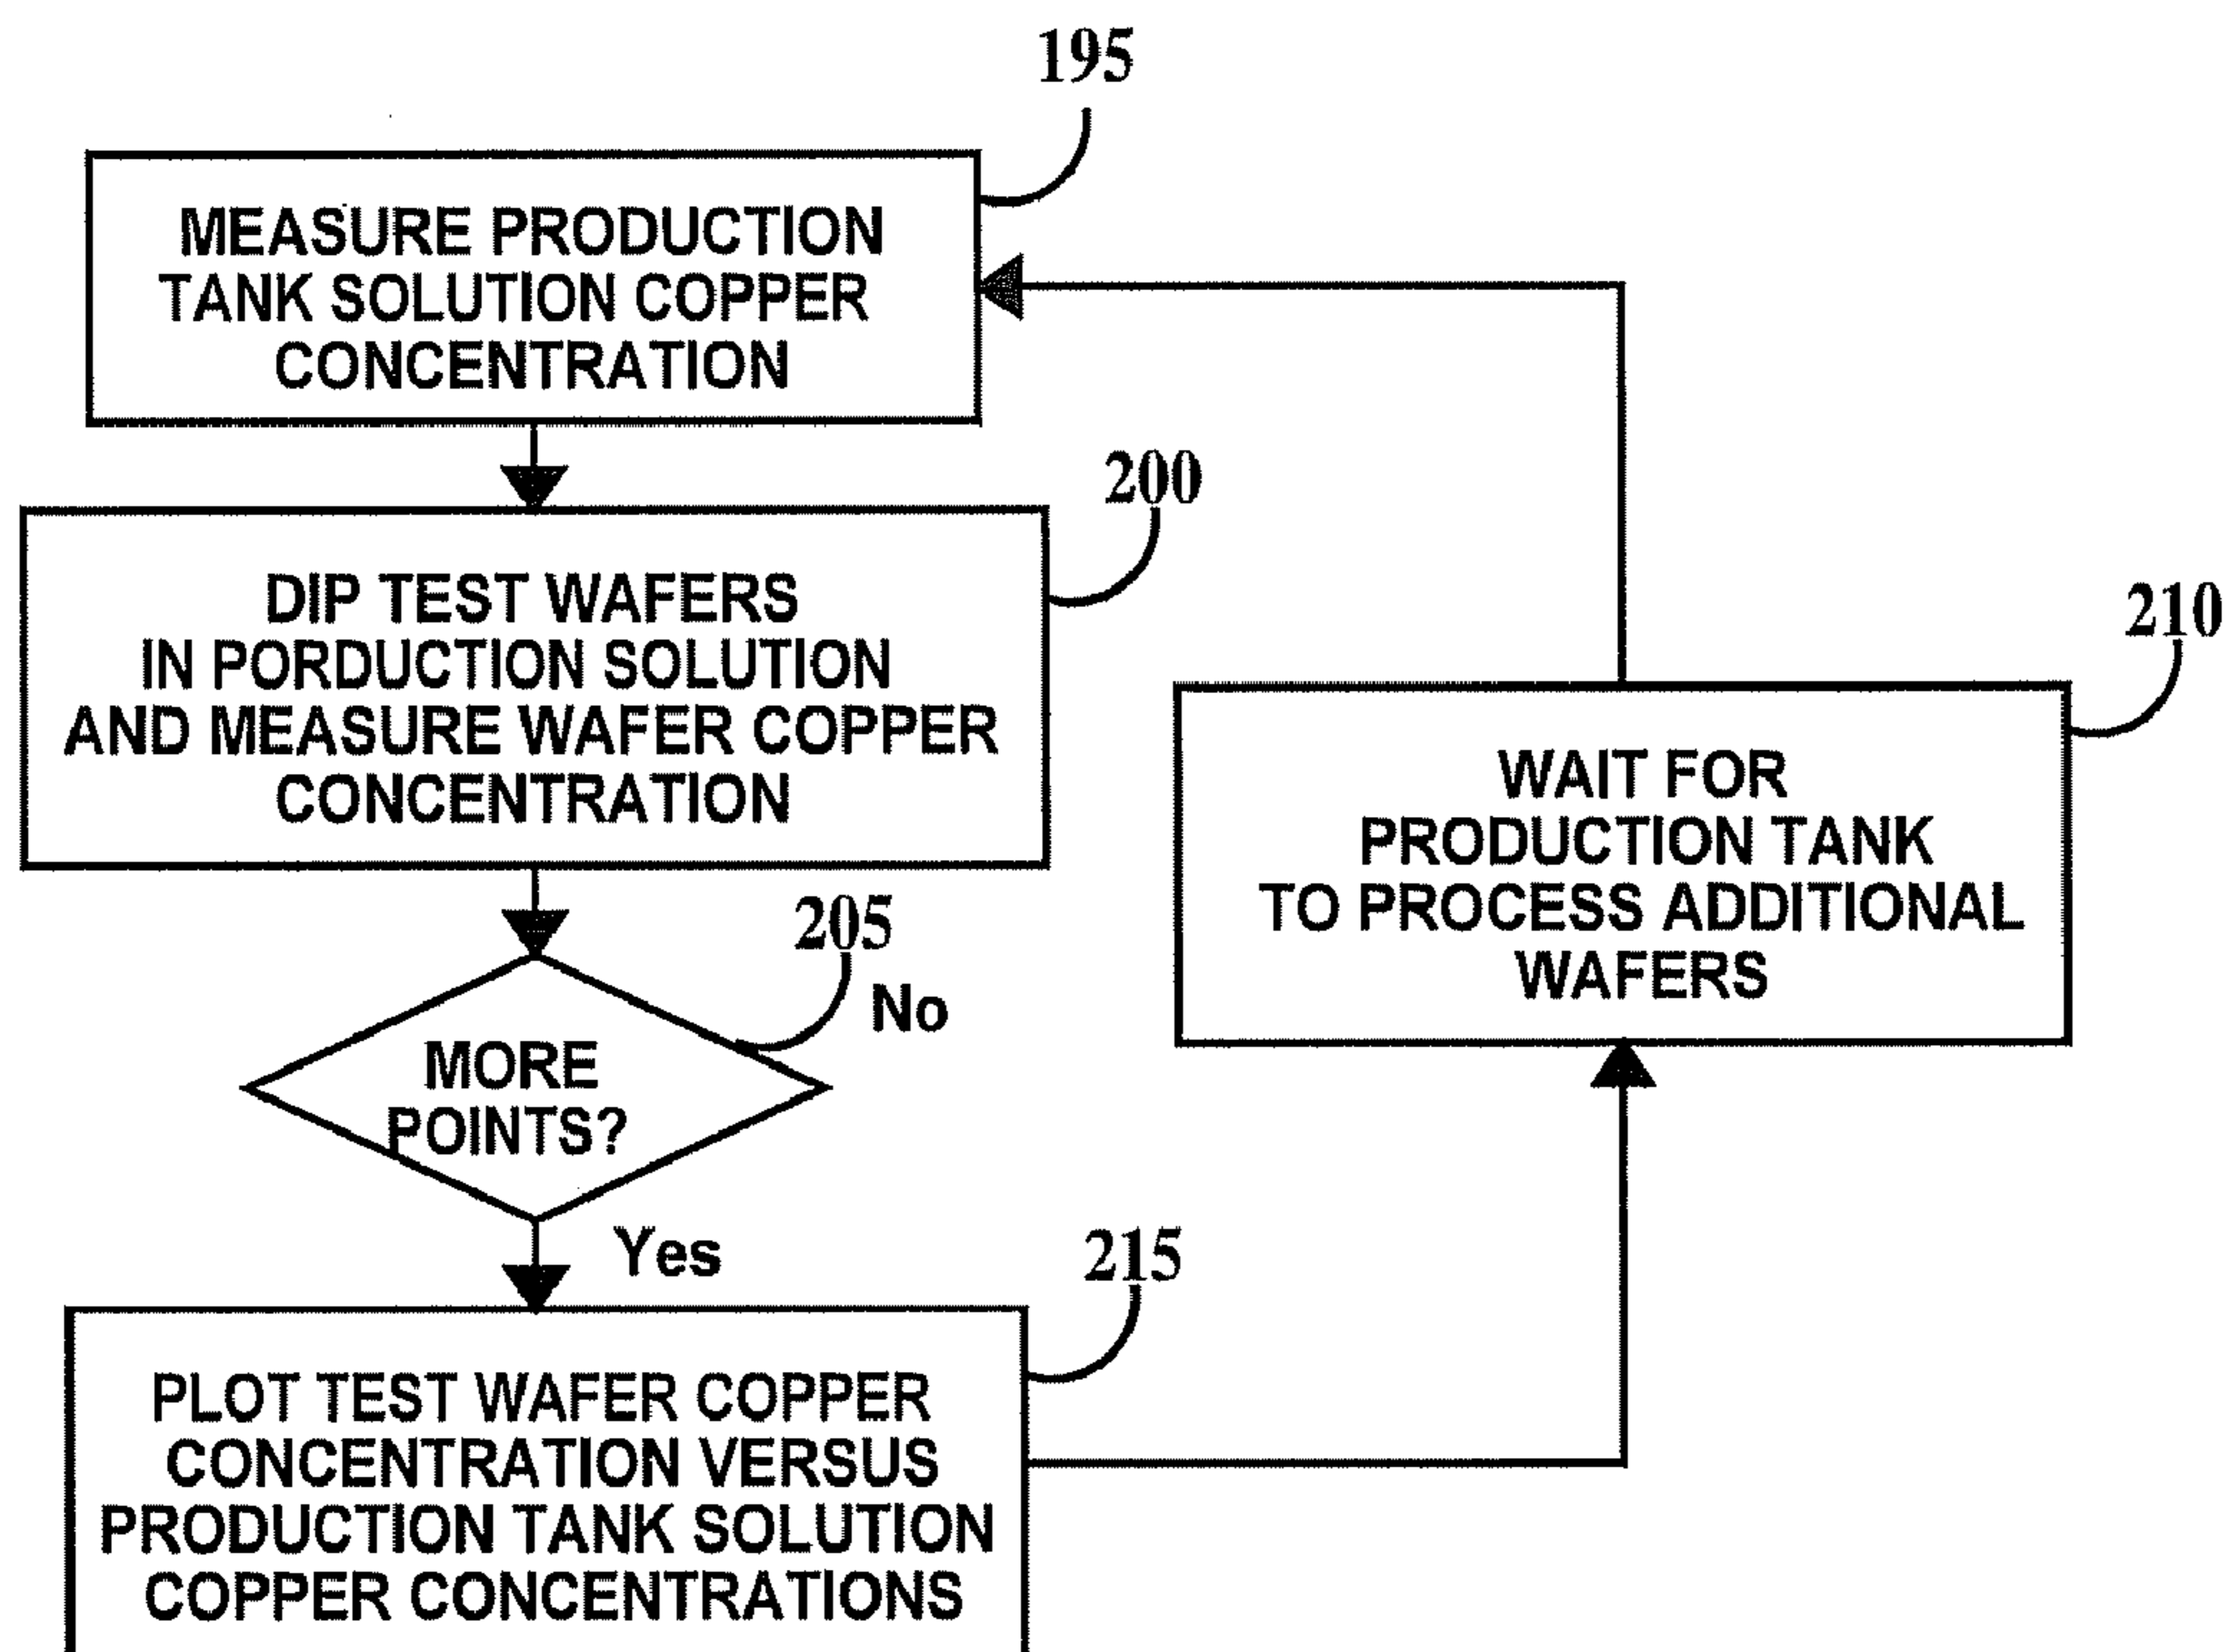 195
MEASURE PRODUCTION
TANK SOLUTION COPPER
CONCENTRATION
200
DIP TEST WAFERS
IN PORDUCTION SOLUTION
AND MEASURE WAFER COPPER
CONCENTRATION
210
WAIT FOR
PRODUCTION TANK
TO PROCESS ADDITIONAL
WAFERS
205
No
MORE
POINTS?
Yes
215
PLOT TEST WAFER COPPER
CONCENTRATION VERSUS
PRODUCTION TANK SOLUTION
COPPER CONCENTRATIONS